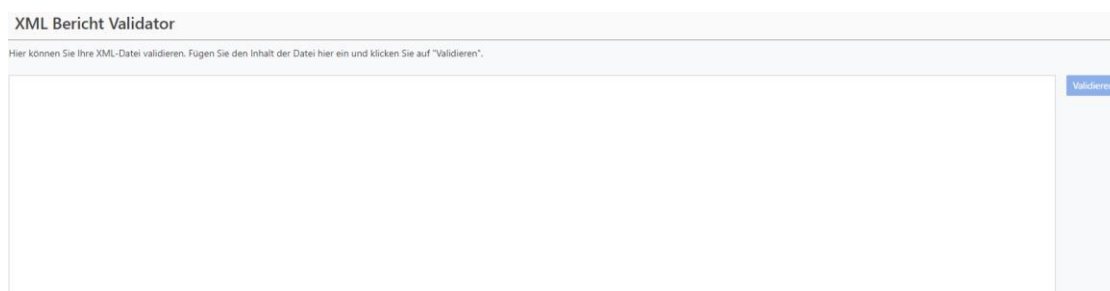 XML Bericht Validator
Hier können Sie Ihre XML-Datei validieren. Fügen Sie den Inhalt der Datei hier ein und klicken Sie auf "Validieren".
Validieren